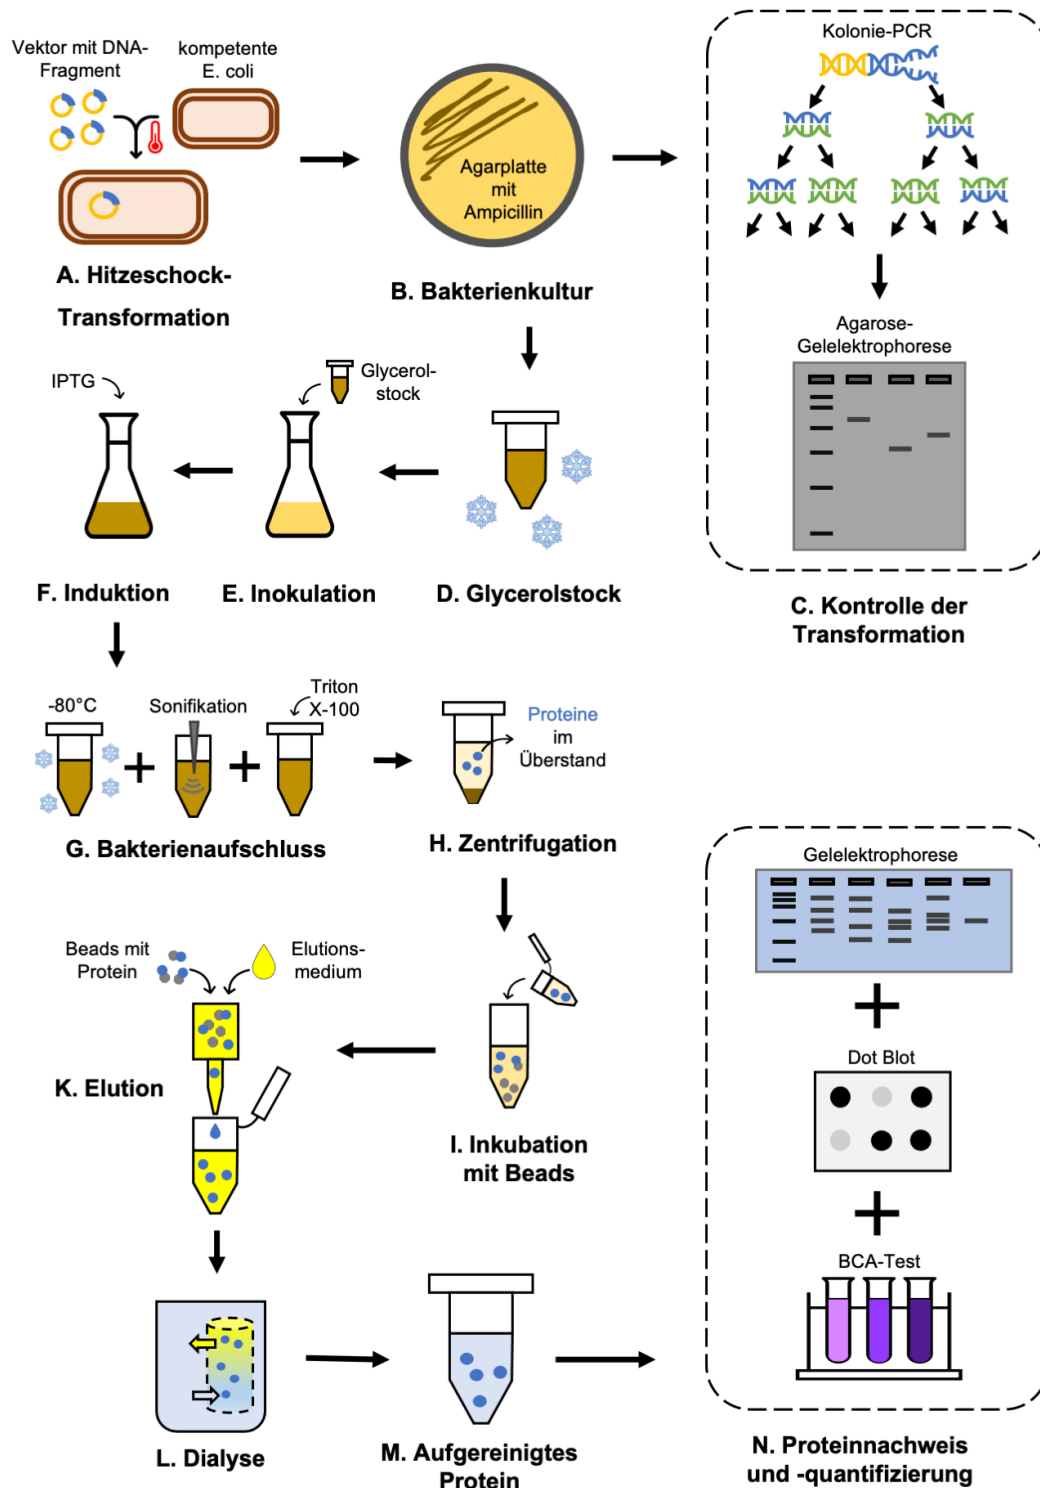 Vektor mit DNA-
Fragment
kompetente
E. coli
A. Hitzeschock-
Transformation
Agarplatte
mit
Ampicillin
B. Bakterienkultur
Kolonie-PCR
Agarose-
Gelelektrophorese
C. Kontrolle der
Transformation
IPTG
Glycerol-
stock
F. Induktion
E. Inokulation
D. Glycerolstock
-80°C
Sonifikation
Triton
X-100
G. Bakterienaufschluss
Proteine
im
Überstand
H. Zentrifugation
Beads mit
Protein
Elutions-
medium
K. Elution
I. Inkubation
mit Beads
L. Dialyse
M. Aufgereinigtes
Protein
Gelelektrophorese
Dot Blot
BCA-Test
N. Proteinnachweis
und -quantifizierung